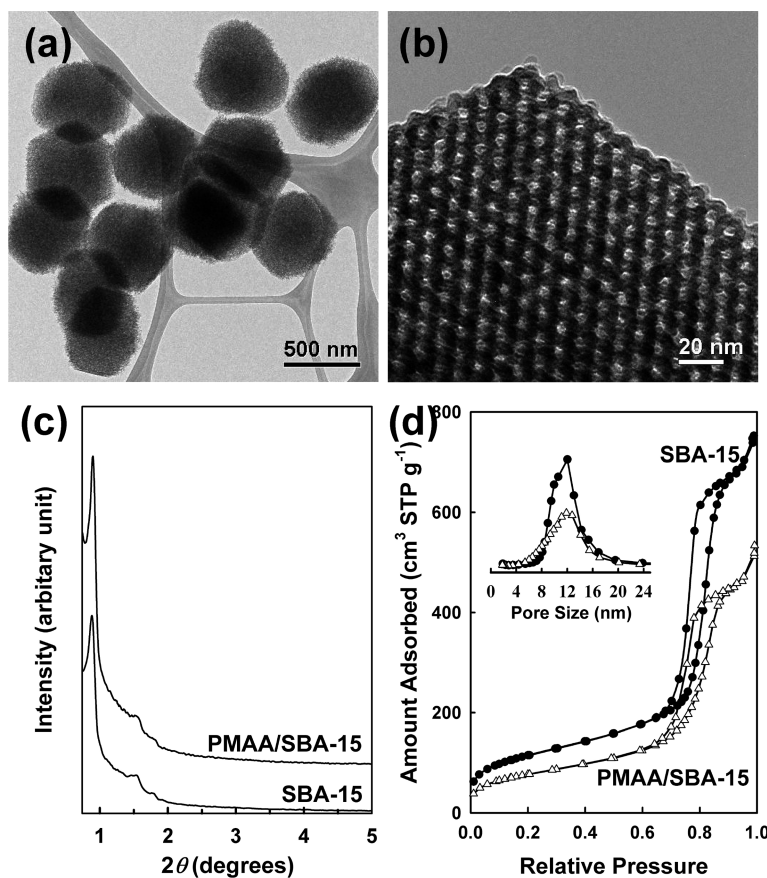 (a)
500 nm
(b)
20 nm
(c)
Intensity (arbitary unit)
PMAA/SBA-15
SBA-15
1 2 3 4 5
2θ (degrees)
(d)
Amount Adsorbed (cm³ STP g⁻¹)
800
600
400
200
0
SBA-15
0 4 8 12 16 20 24
Pore Size (nm)
PMAA/SBA-15
0.0 0.2 0.4 0.6 0.8 1.0
Relative Pressure